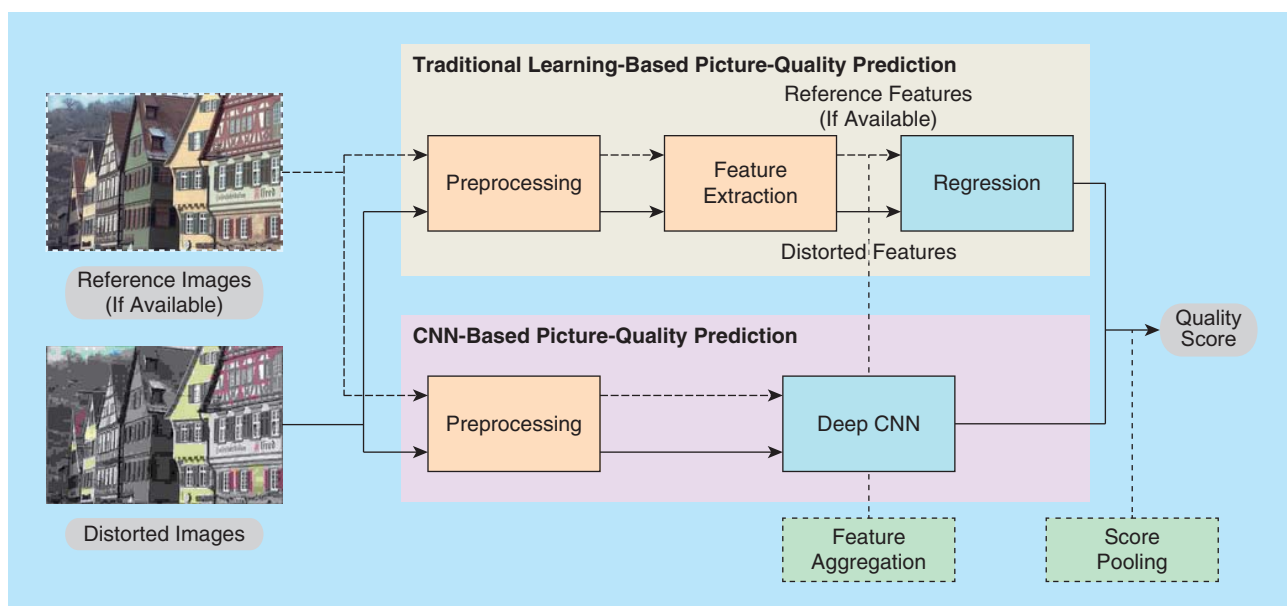 Traditional Learning-Based Picture-Quality Prediction
Reference Features
(If Available)
Preprocessing
Feature
Extraction
Regression
Distorted Features
Reference Images
(If Available)
CNN-Based Picture-Quality Prediction
Quality
Score
Preprocessing
Deep CNN
Distorted Images
Feature
Aggregation
Score
Pooling